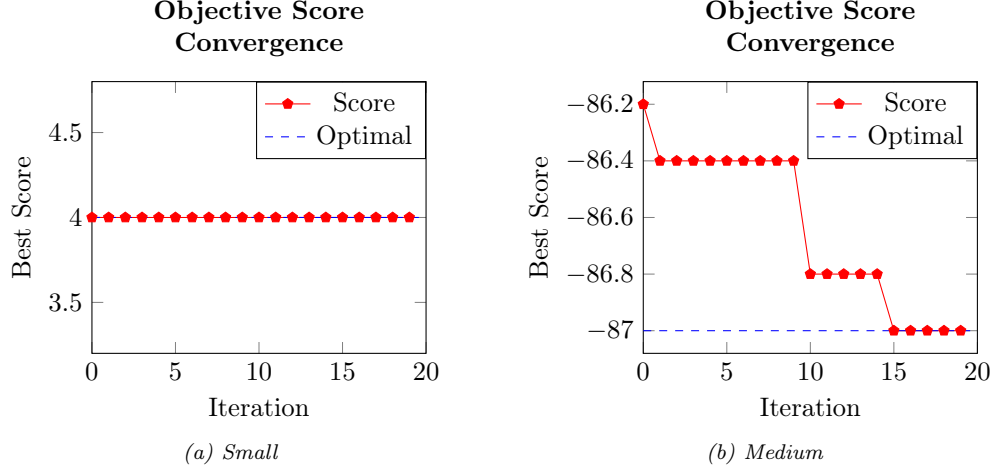 Objective Score
Convergence
Score
Optimal
4.5
4
3.5
Best Score
0 5 10 15 20
Iteration
(a) Small
Objective Score
Convergence
Score
Optimal
−86.2
−86.4
−86.6
−86.8
−87
Best Score
0 5 10 15 20
Iteration
(b) Medium